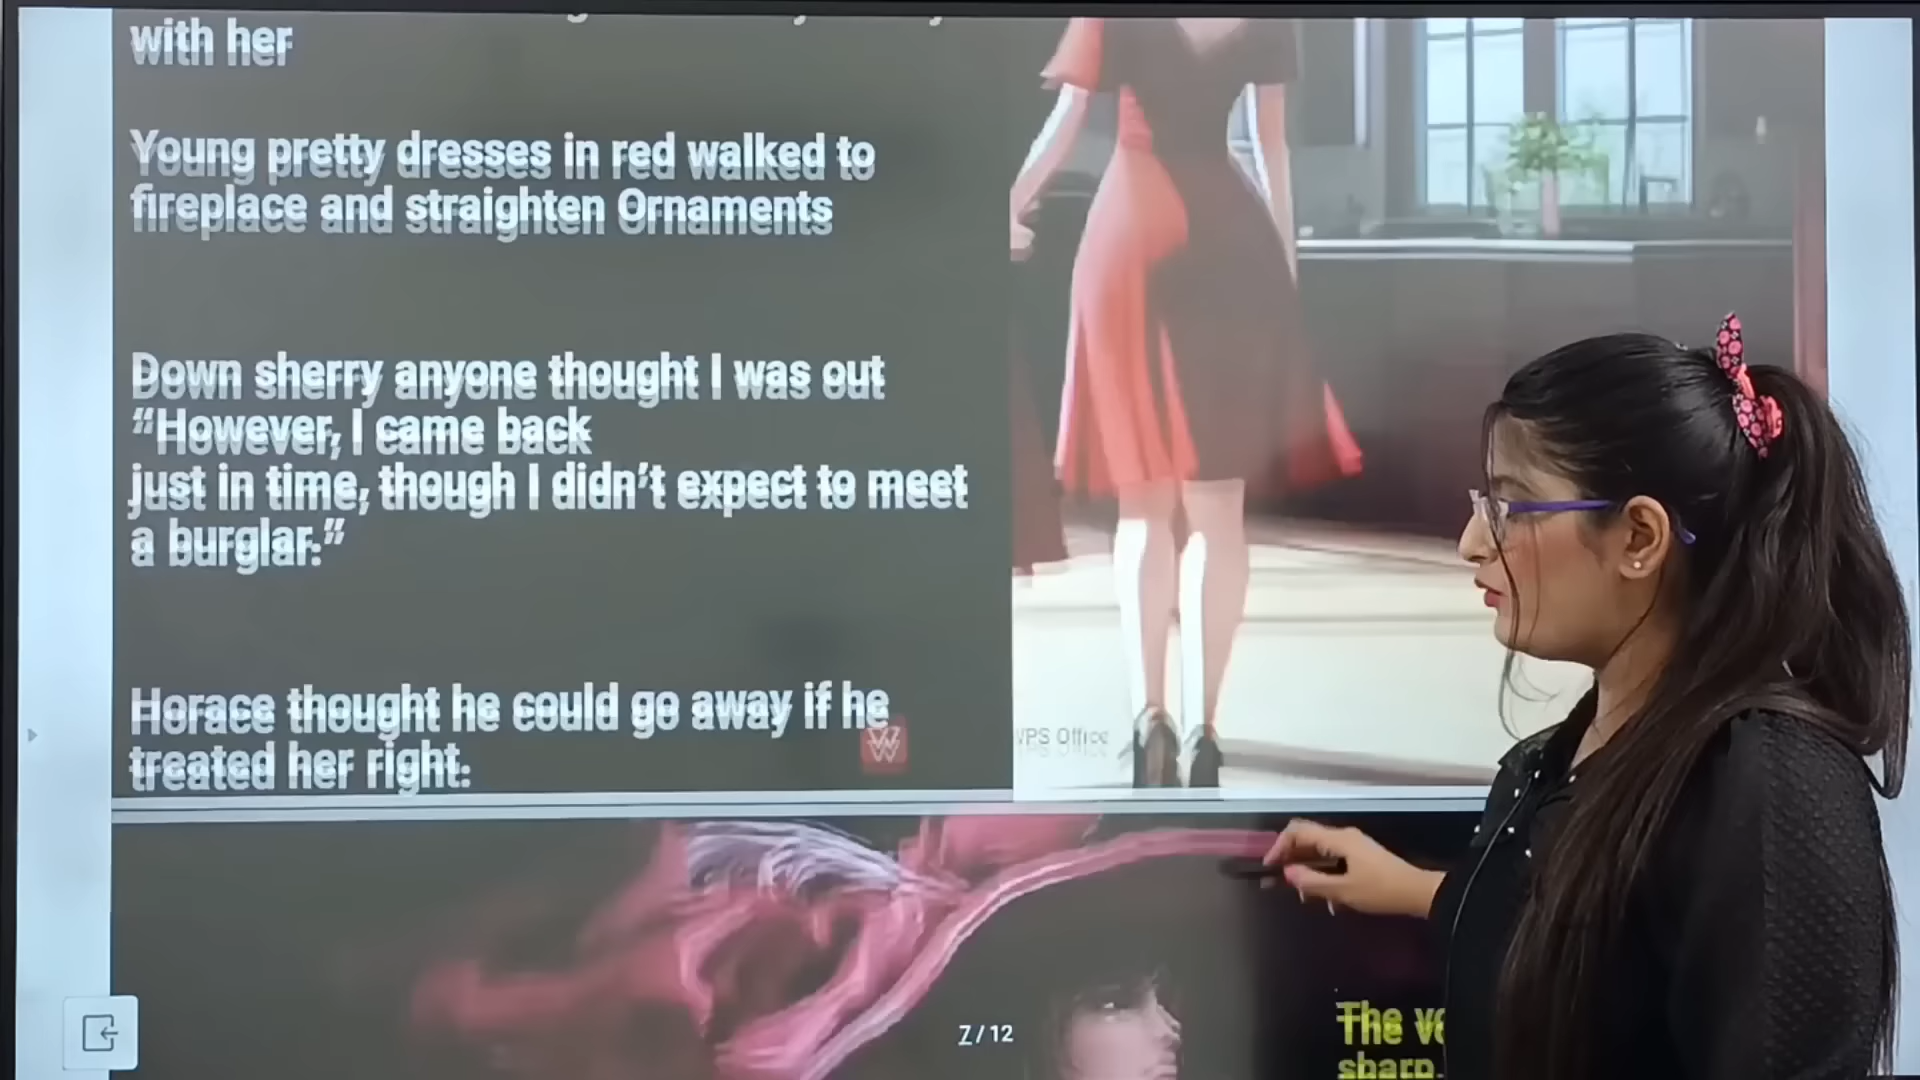 with her
Young pretty dresses in red walked to
fireplace and straighten Ornaments
Down sherry anyone thought I was out
“However, I came back
just in time, though I didn’t expect to meet
a burglar.”
Horace thought he could go away if he
treated her right.
WPS Office
7/12
The
sharp